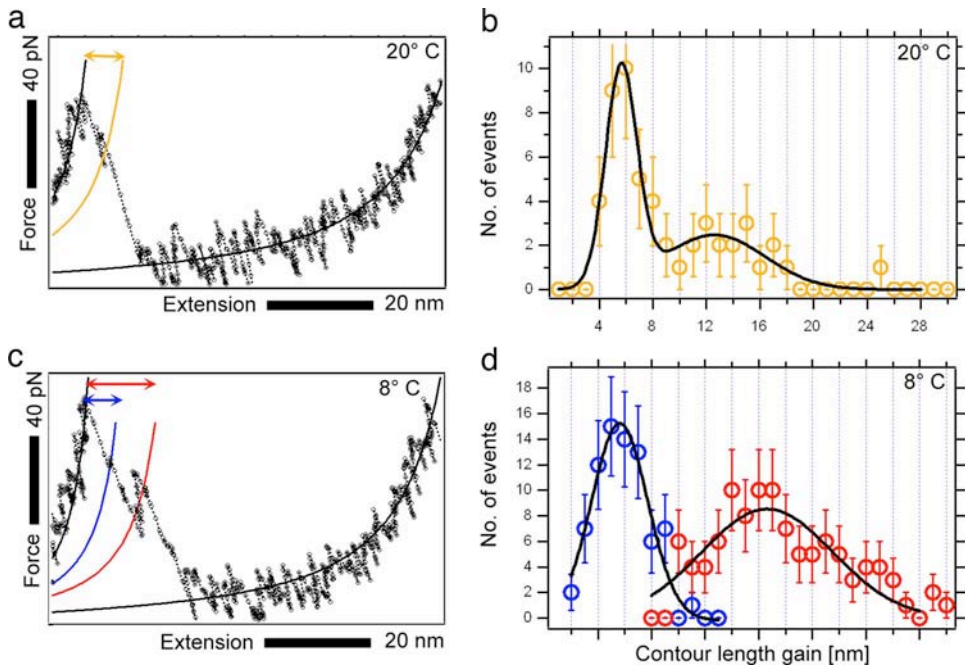 a
20° C
Force 40 pN
Extension 20 nm
b
20° C
No. of events
10
8
6
4
2
0
4 8 12 16 20 24 28
c
8° C
Force 40 pN
Extension 20 nm
d
8° C
No. of events
18
16
14
12
10
8
6
4
2
0
Contour length gain [nm]